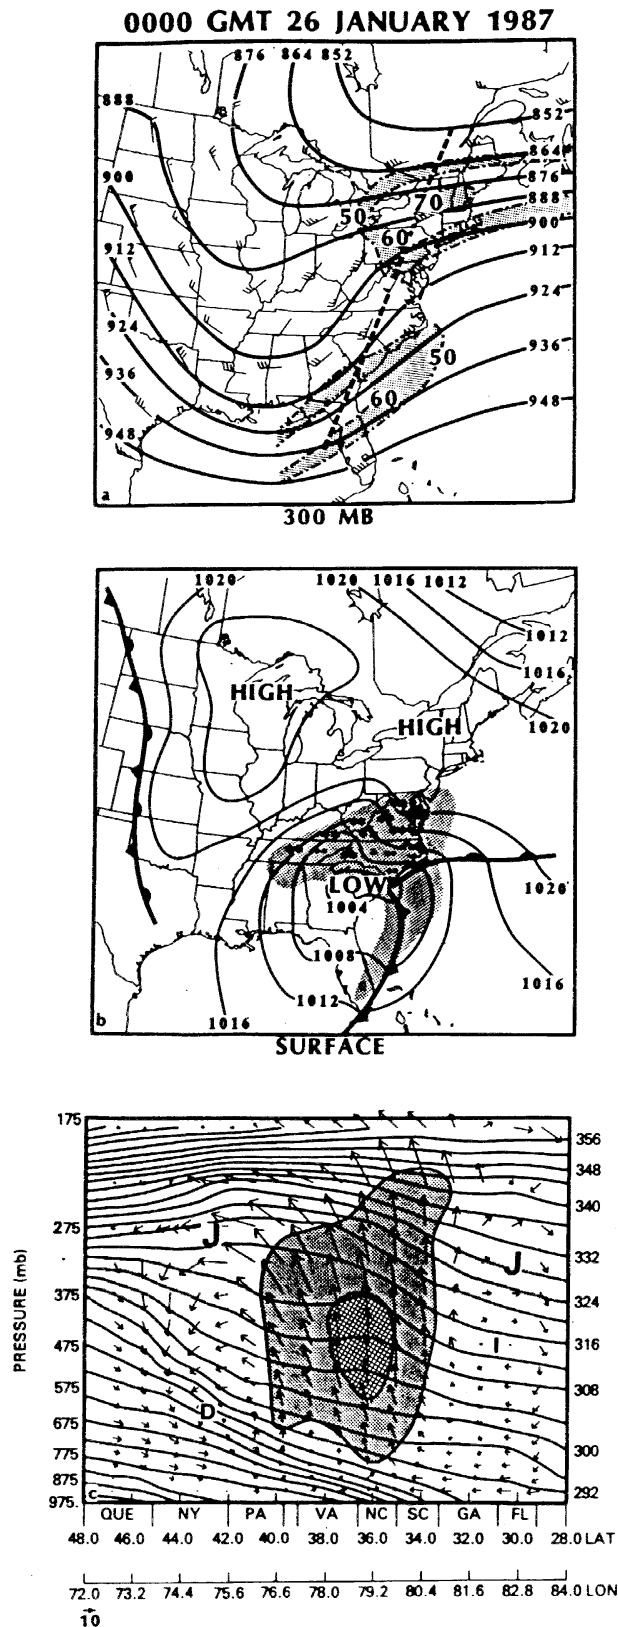 0000 GMT 26 JANUARY 1987
876 864 852
888
852
864
900
876
50 70
888
60
900
912
912
924
924
50
936
936
60
948
948
a
300 MB
1020 1020 1016 1012
1012
HIGH
1016
HIGH
1020
LOW
1004
1020
1008
1016
1012
b
1016
SURFACE
175
356
348
340
275
J
332
J
375
324
PRESSURE (mb)
475
I
316
575
308
D
675
775
300
875
292
975.
c
QUE NY PA VA NC SC GA FL
48.0 46.0 44.0 42.0 40.0 38.0 36.0 34.0 32.0 30.0 28.0 LAT
72.0 73.2 74.4 75.6 76.6 78.0 79.2 80.4 81.6 82.8 84.0 LON
10